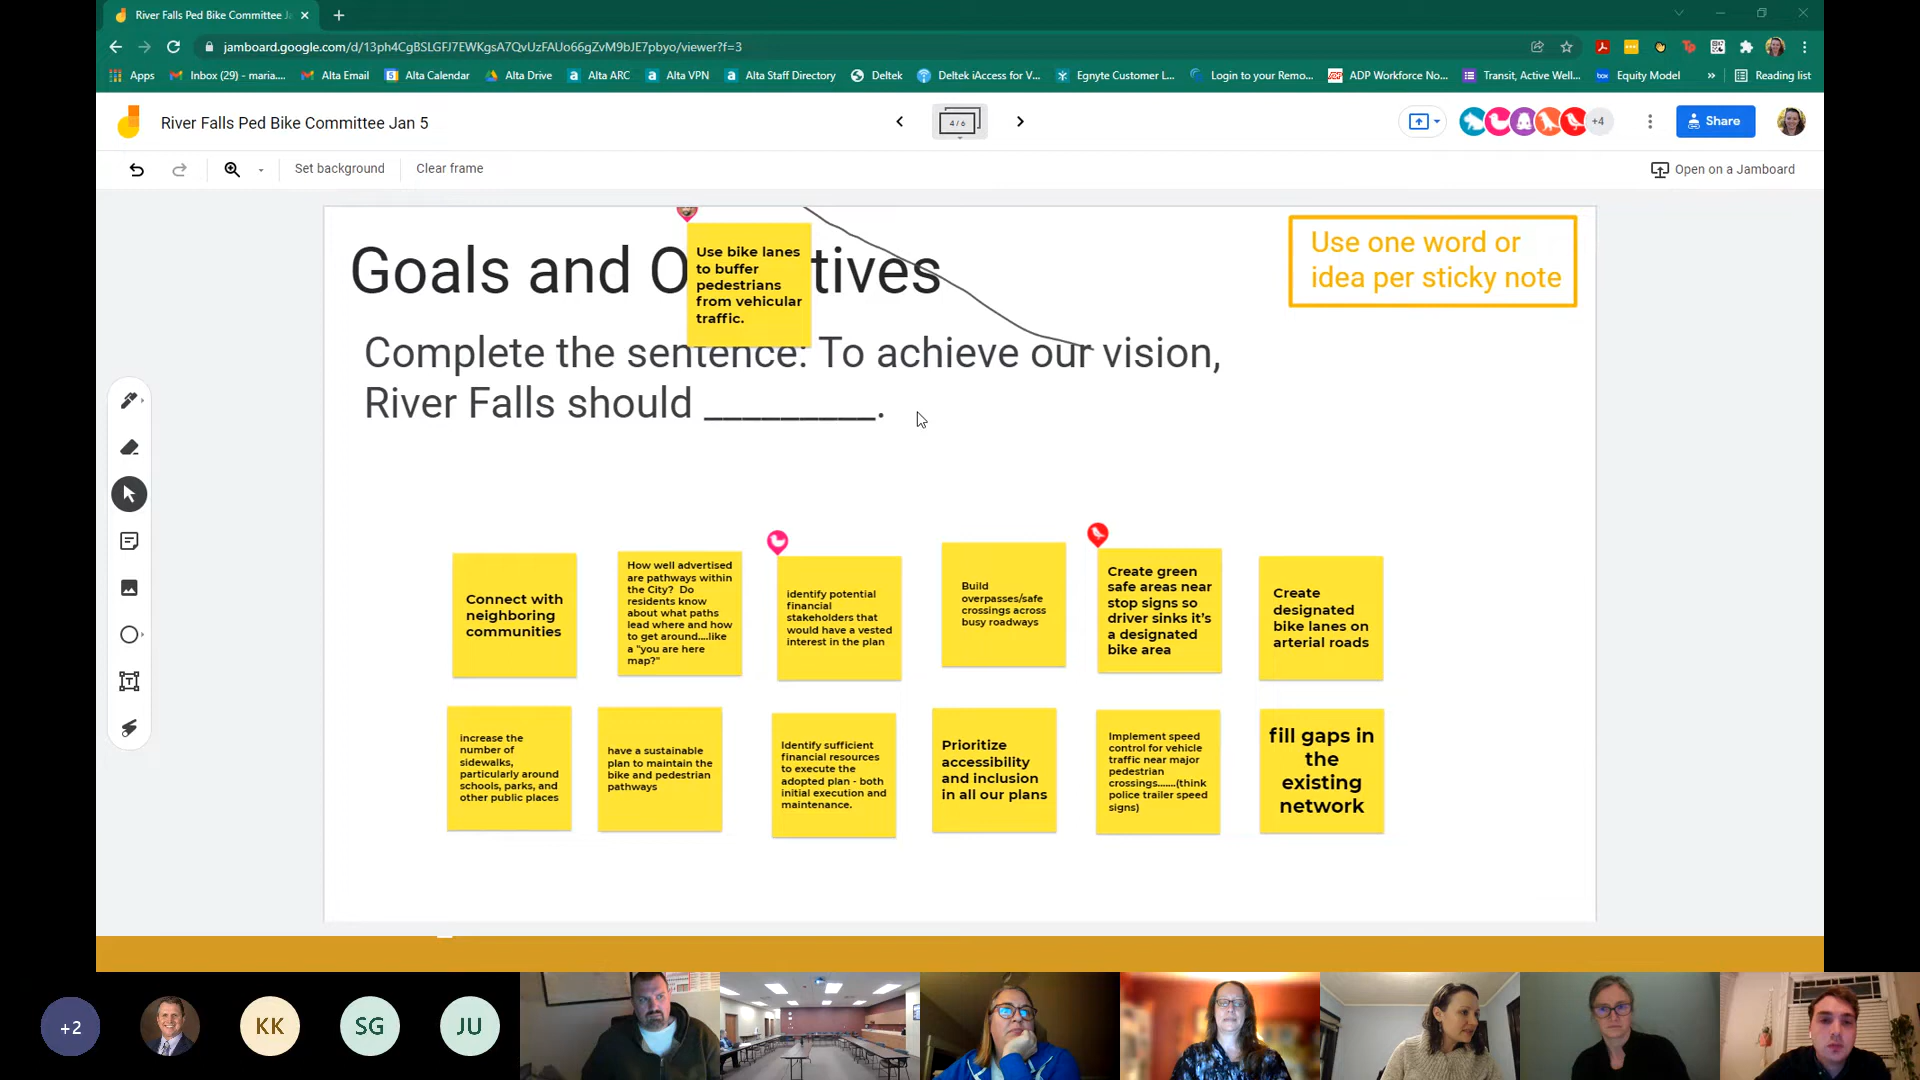 River Falls Ped Bike Committee Ja
jamboard.google.com/d/13ph4CgBSLGFJ7EWKgsA7QvUzFAUo66gZvM9bJE7pbyo/viewer?f=3
Apps
Inbox (29) - maria....
Alta Email
Alta Calendar
Alta Drive
Alta ARC
Alta VPN
Alta Staff Directory
Deltek
Deltek iAccess for V...
Egnyte Customer L...
Login to your Remo...
ADP Workforce No...
Transit, Active Well...
Equity Model
»
Reading list
River Falls Ped Bike Committee Jan 5
4 / 6
+4
Share
Set background
Clear frame
Open on a Jamboard
Goals and O
tives
Use bike lanes
to buffer
pedestrians
from vehicular
traffic.
Use one word or
idea per sticky note
Complete the sentence: To achieve our vision,
River Falls should _________.
Connect with
neighboring
communities
How well advertised
are pathways within
the City? Do
residents know
about what paths
lead where and how
to get around....like
a "you are here
map?"
identify potential
financial
stakeholders that
would have a vested
interest in the plan
Build
overpasses/safe
crossings across
busy roadways
Create green
safe areas near
stop signs so
driver sinks it's
a designated
bike area
Create
designated
bike lanes on
arterial roads
increase the
number of
sidewalks,
particularly around
schools, parks, and
other public places
have a sustainable
plan to maintain the
bike and pedestrian
pathways
Identify sufficient
financial resources
to execute the
adopted plan - both
initial execution and
maintenance.
Prioritize
accessibility
and inclusion
in all our plans
Implement speed
control for vehicle
traffic near major
pedestrian
crossings.......(think
police trailer speed
signs)
fill gaps in
the
existing
network
+2
KK
SG
JU